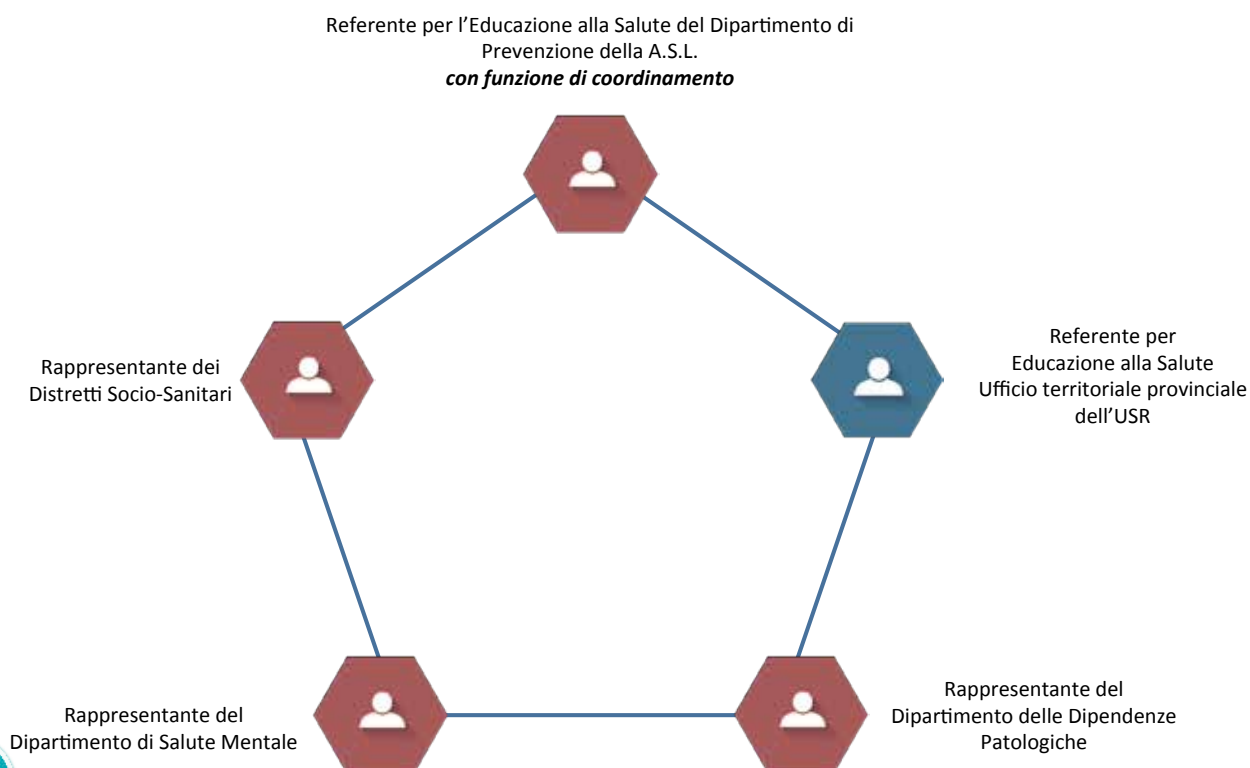 Referente per l’Educazione alla Salute del Dipartimento di
Prevenzione della A.S.L.
con funzione di coordinamento
Rappresentante dei
Distretti Socio-Sanitari
Referente per
Educazione alla Salute
Ufficio territoriale provinciale
dell’USR
Rappresentante del
Dipartimento di Salute Mentale
Rappresentante del
Dipartimento delle Dipendenze
Patologiche